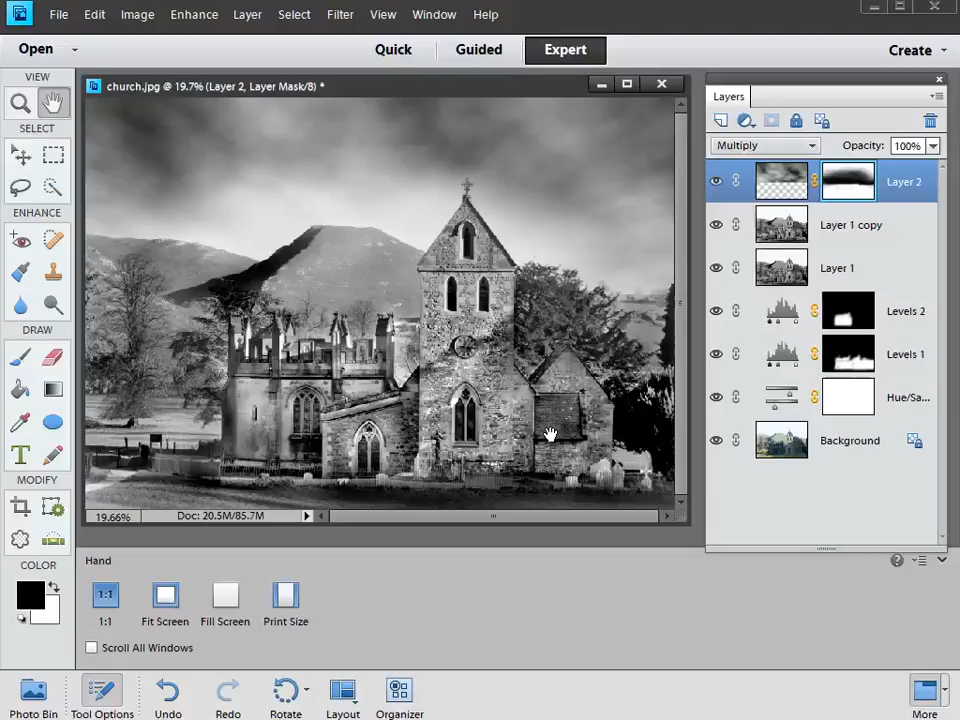 File Edit Image Enhance Layer Select Filter View Window Help
Open Quick Guided Expert Create
VIEW
SELECT
ENHANCE
DRAW
T
MODIFY
COLOR
church.jpg @ 19.7% (Layer 2, Layer Mask/8) *
19.66% Doc: 20.5M/85.7M
Layers
Multiply Opacity: 100%
Layer 2
Layer 1 copy
Layer 1
Levels 2
Levels 1
Hue/Sa...
Background
Hand
1:1
1:1 Fit Screen Fill Screen Print Size
Scroll All Windows
Photo Bin Tool Options Undo Redo Rotate Layout Organizer More